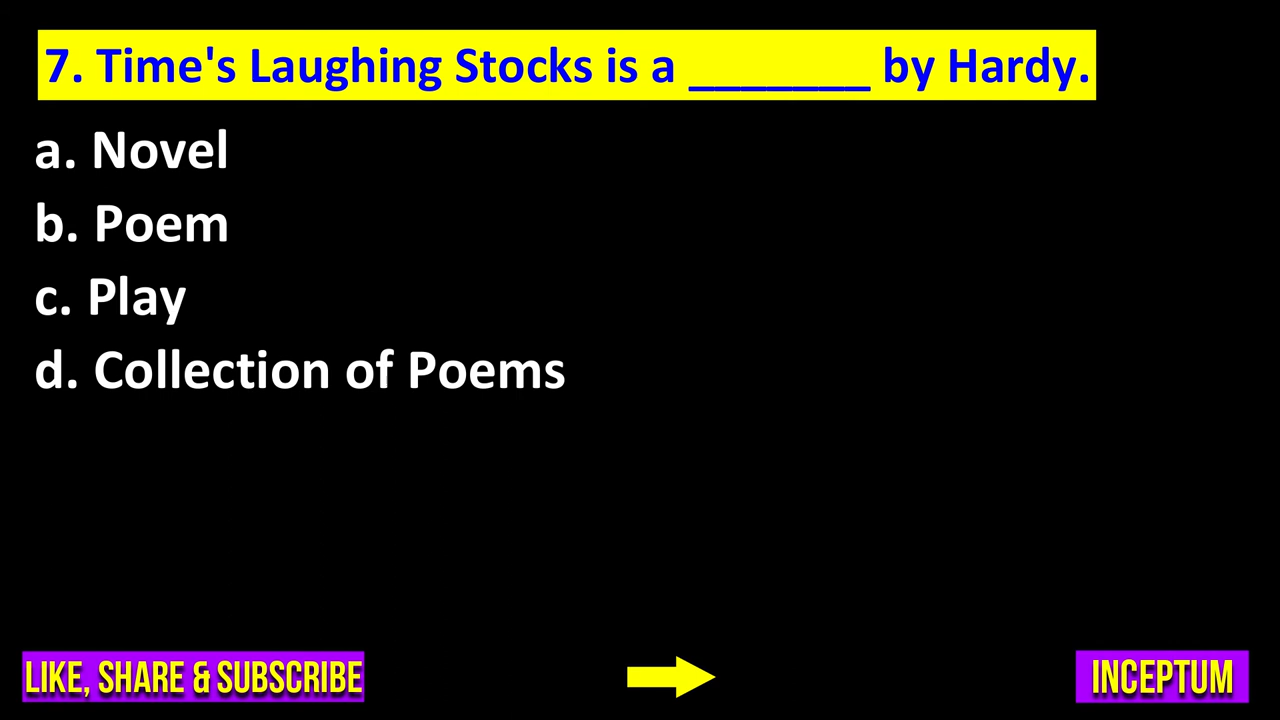 7. Time's Laughing Stocks is a _______ by Hardy.
a. Novel
b. Poem
c. Play
d. Collection of Poems
LIKE, SHARE & SUBSCRIBE
INCEPTUM